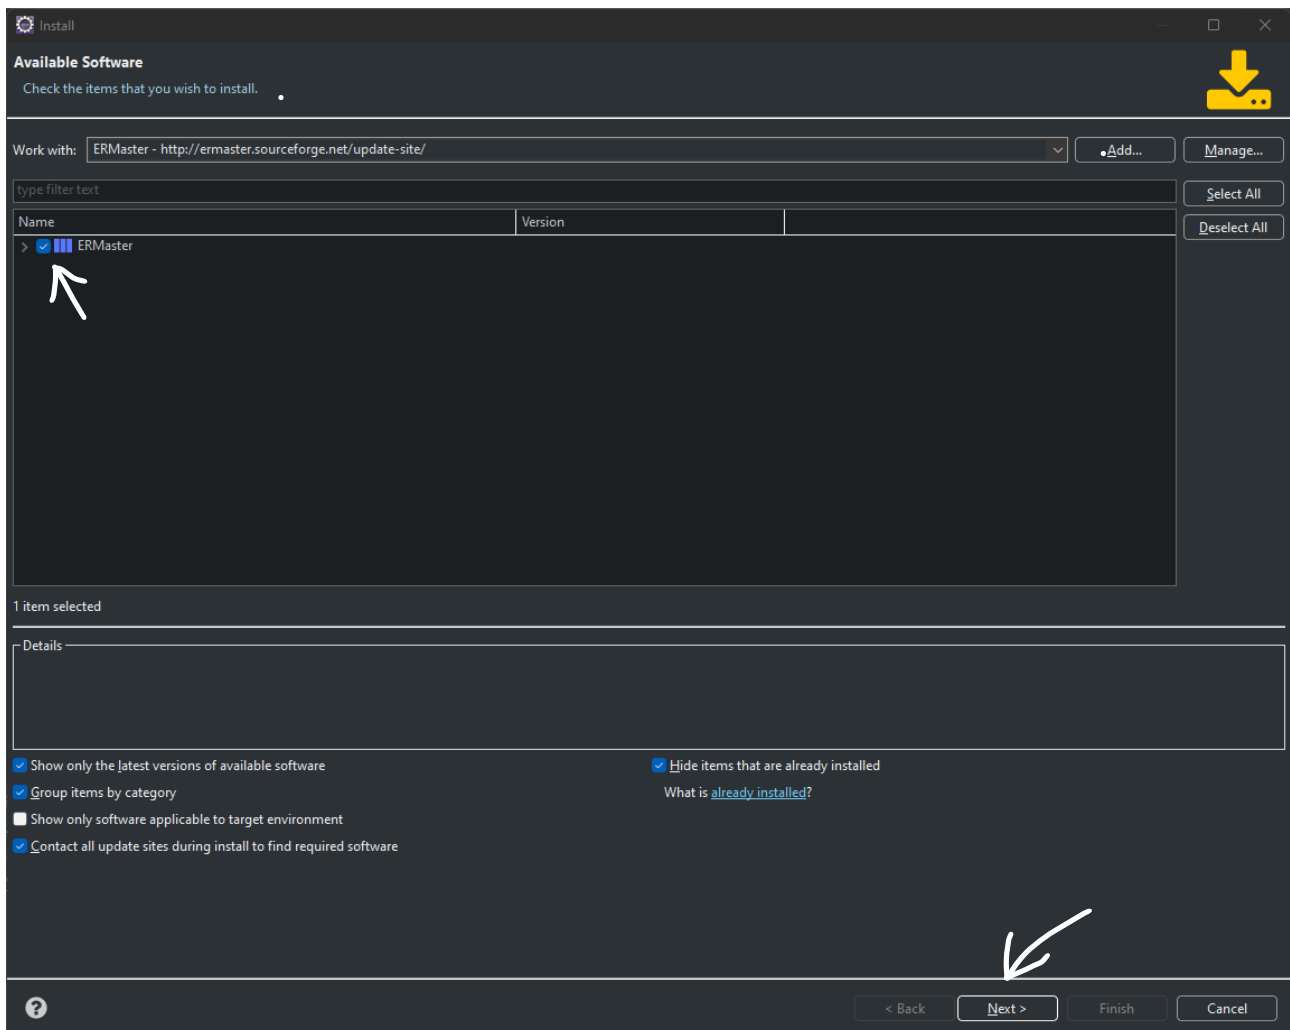 Install
Available Software
Check the items that you wish to install.
Work with: ERMaster - http://ermaster.sourceforge.net/update-site/ Add... Manage...
type filter text Select All
Name Version Deselect All
ERMaster
1 item selected
Details
Show only the latest versions of available software Hide items that are already installed
Group items by category What is already installed?
Show only software applicable to target environment
Contact all update sites during install to find required software
? < Back Next > Finish Cancel